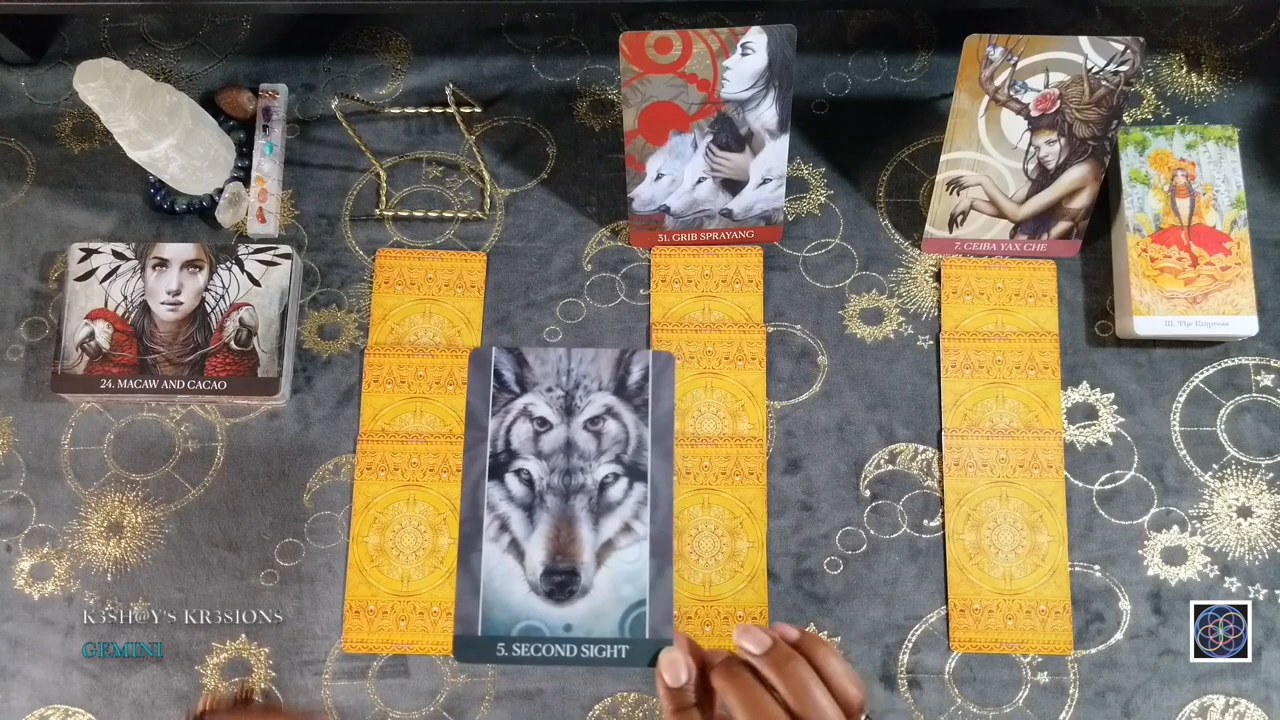 31. GRIB SPRAYANG
7. CEIBA YAX CHE
III. The Empress
24. MACAW AND CACAO
5. SECOND SIGHT
K3SH@Y'S KR38IONS
GEMINI